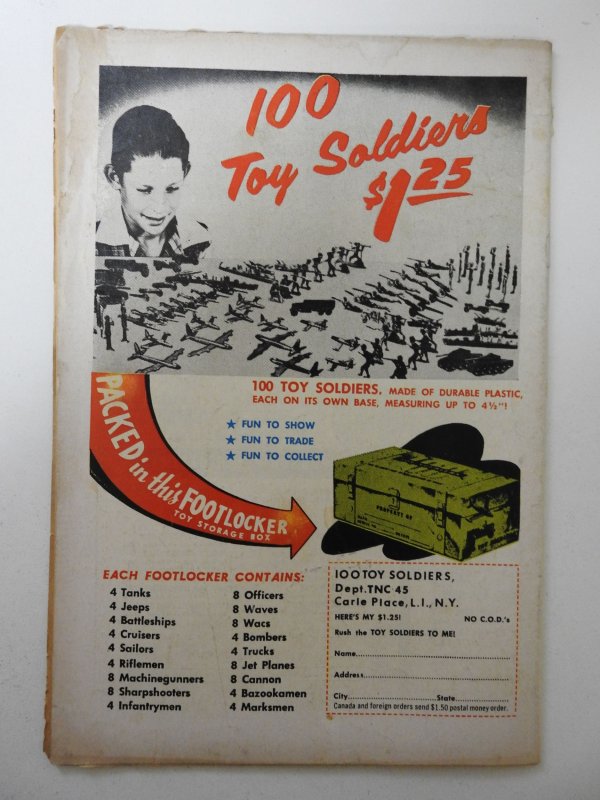 100
Toy Soldiers
$1.25
100 TOY SOLDIERS, MADE OF DURABLE PLASTIC,
EACH ON ITS OWN BASE, MEASURING UP TO 4½"!
★ FUN TO SHOW
★ FUN TO TRADE
★ FUN TO COLLECT
PACKED in this FOOTLOCKER
TOY STORAGE BOX
PROPERTY OF
EACH FOOTLOCKER CONTAINS:
4 Tanks
4 Jeeps
4 Battleships
4 Cruisers
4 Sailors
4 Riflemen
8 Machinegunners
8 Sharpshooters
4 Infantrymen
8 Officers
8 Waves
8 Wacs
4 Bombers
4 Trucks
8 Jet Planes
8 Cannon
4 Bazookamen
4 Marksmen
100 TOY SOLDIERS,
Dept. TNC 45
Carle Place, L.I., N.Y.
HERE'S MY $1.25! NO C.O.D.'s
Rush the TOY SOLDIERS TO ME!
Name
Address
City State
Canada and foreign orders send $1.50 postal money order.